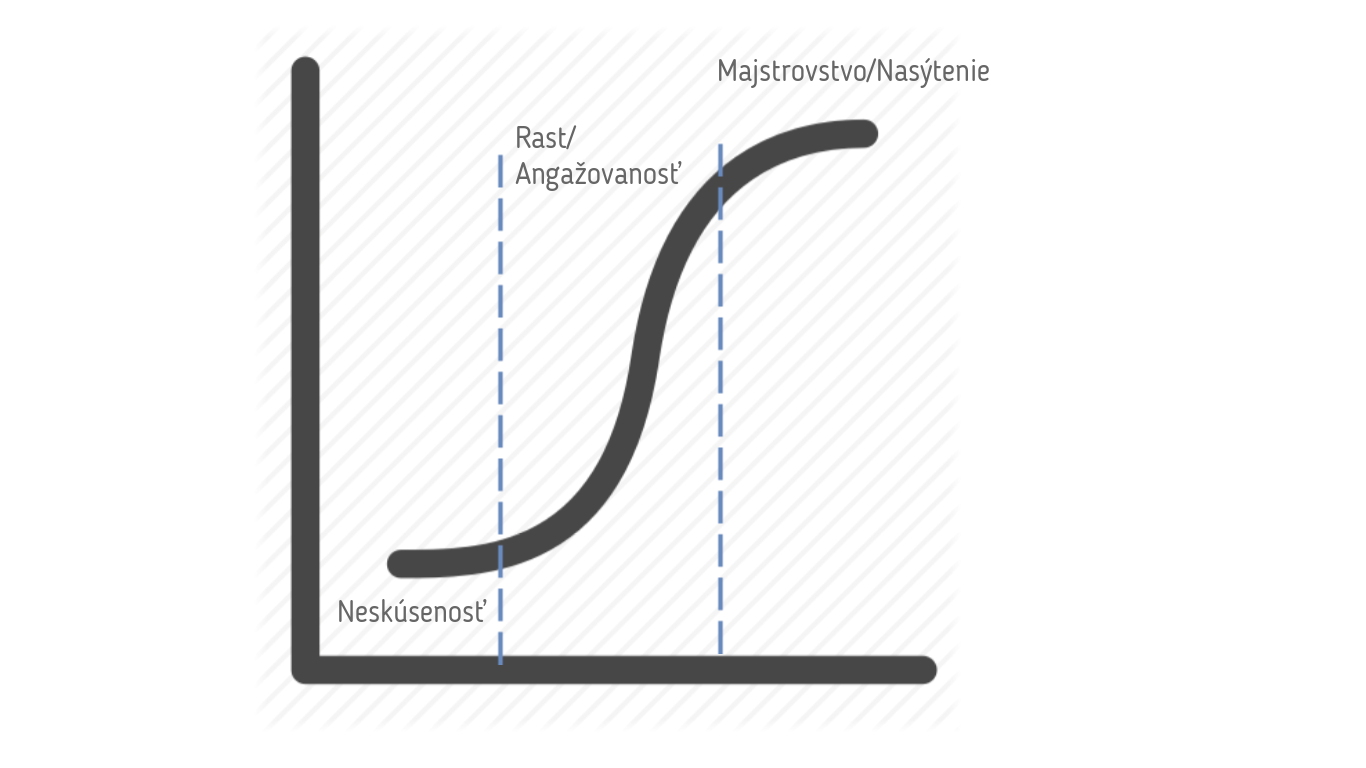 Majstrovstvo/Nasýtenie
Rast/
Angažovanosť
Neskúsenosť